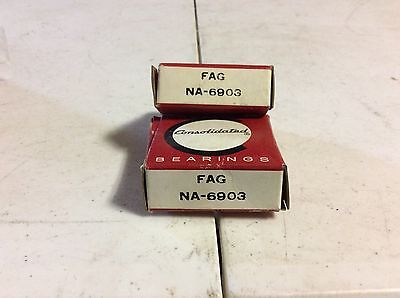 FAG
NA-6903
Consolidated
BEARINGS
FAG
NA-6903